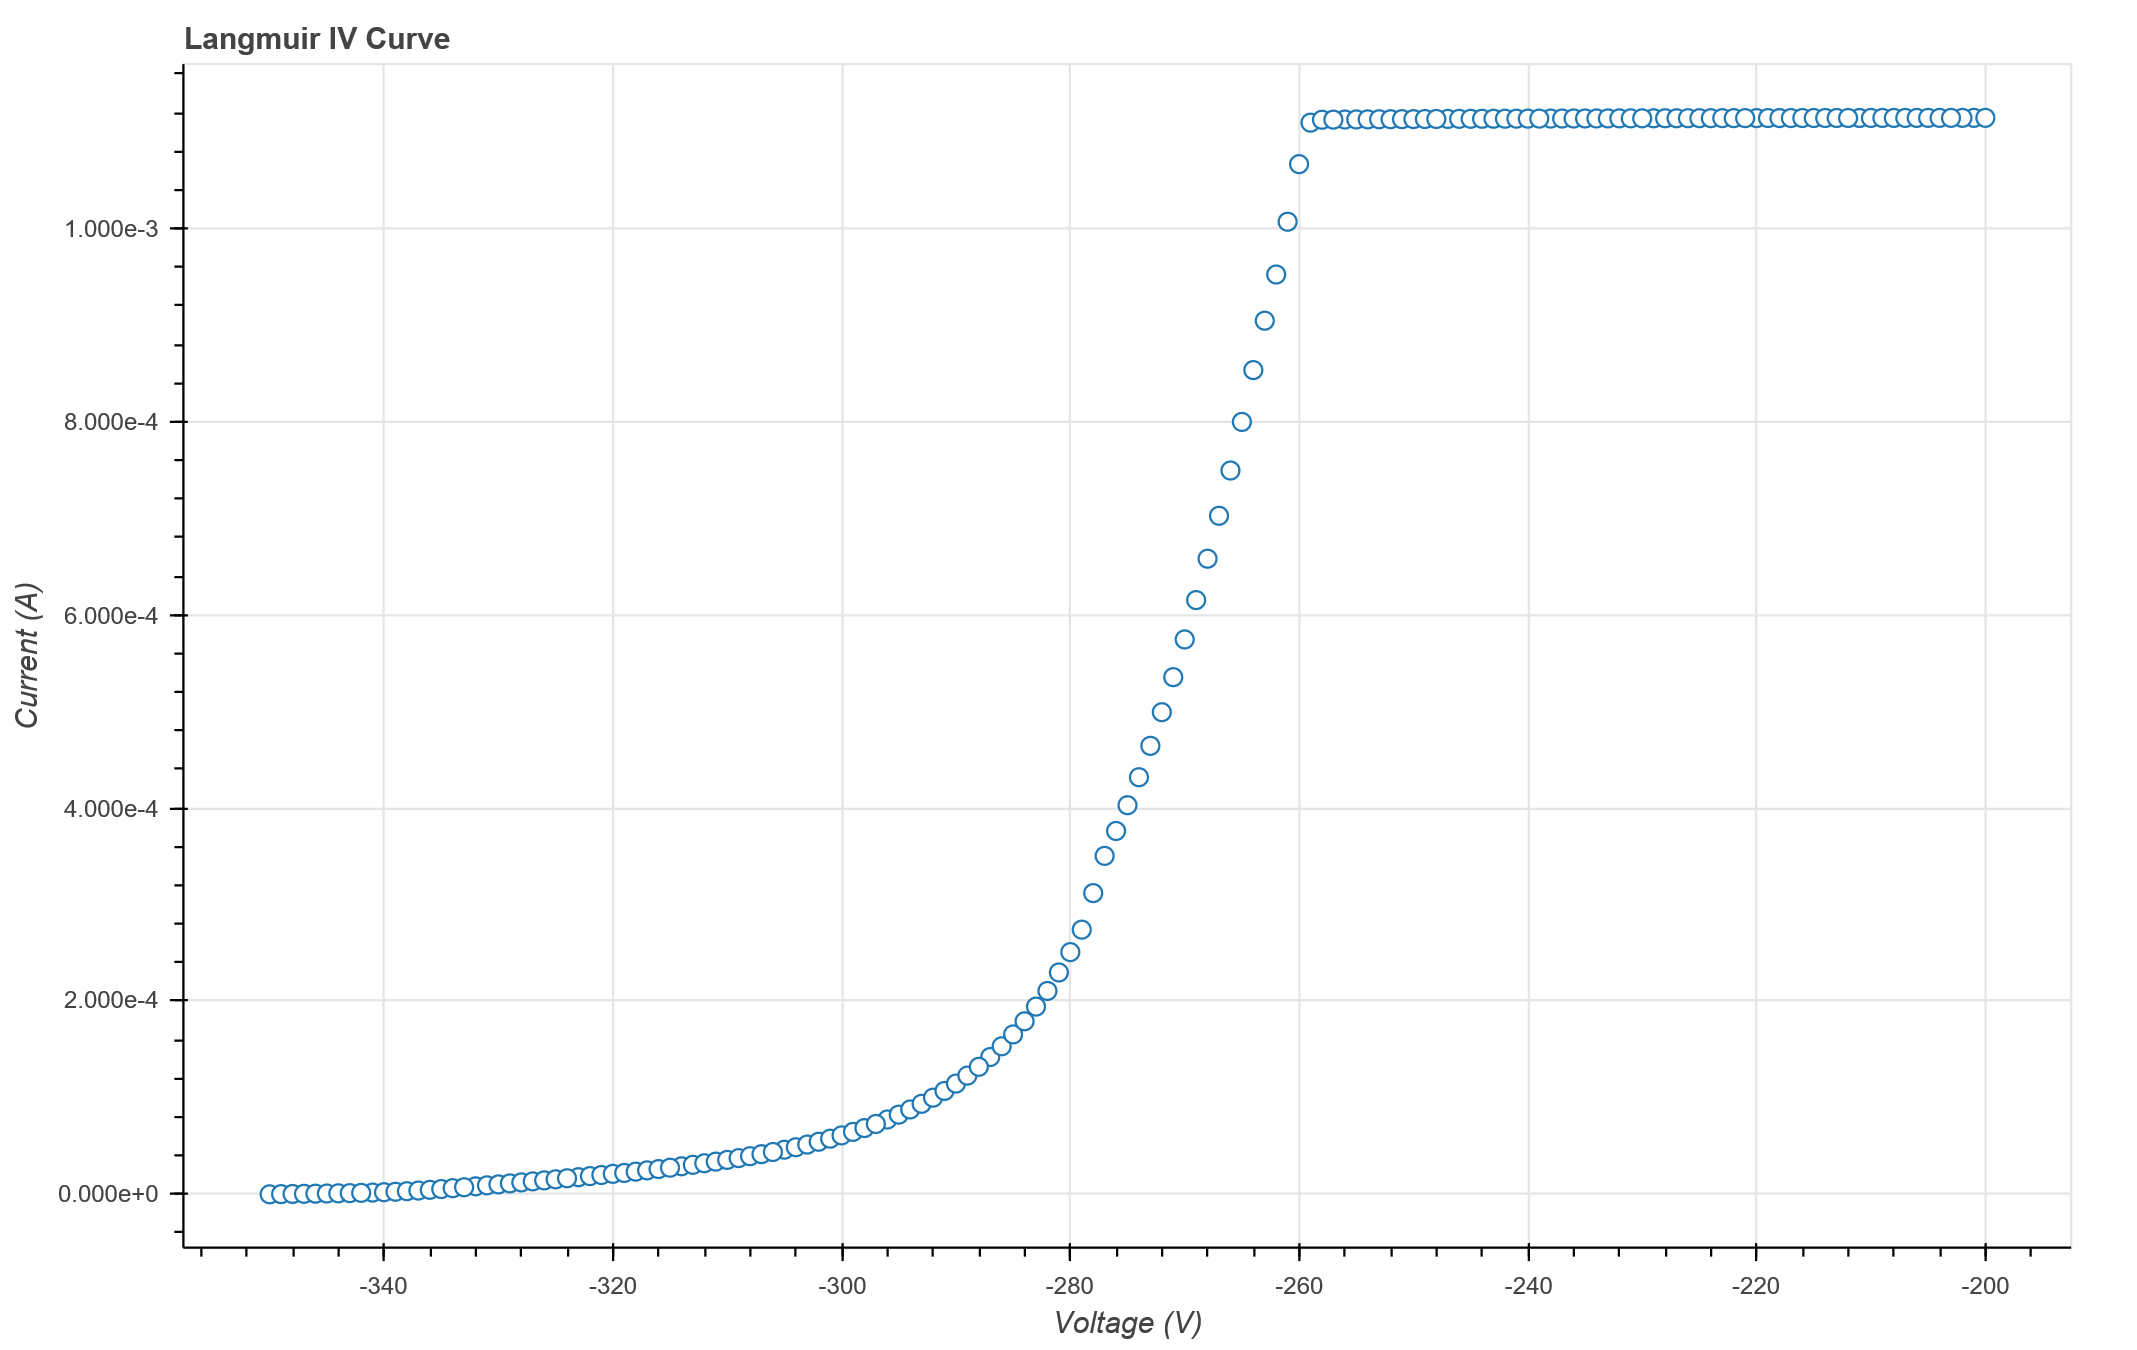 Langmuir IV Curve
1.000e-3
8.000e-4
6.000e-4
4.000e-4
2.000e-4
0.000e+0
Current (A)
-340 -320 -300 -280 -260 -240 -220 -200
Voltage (V)